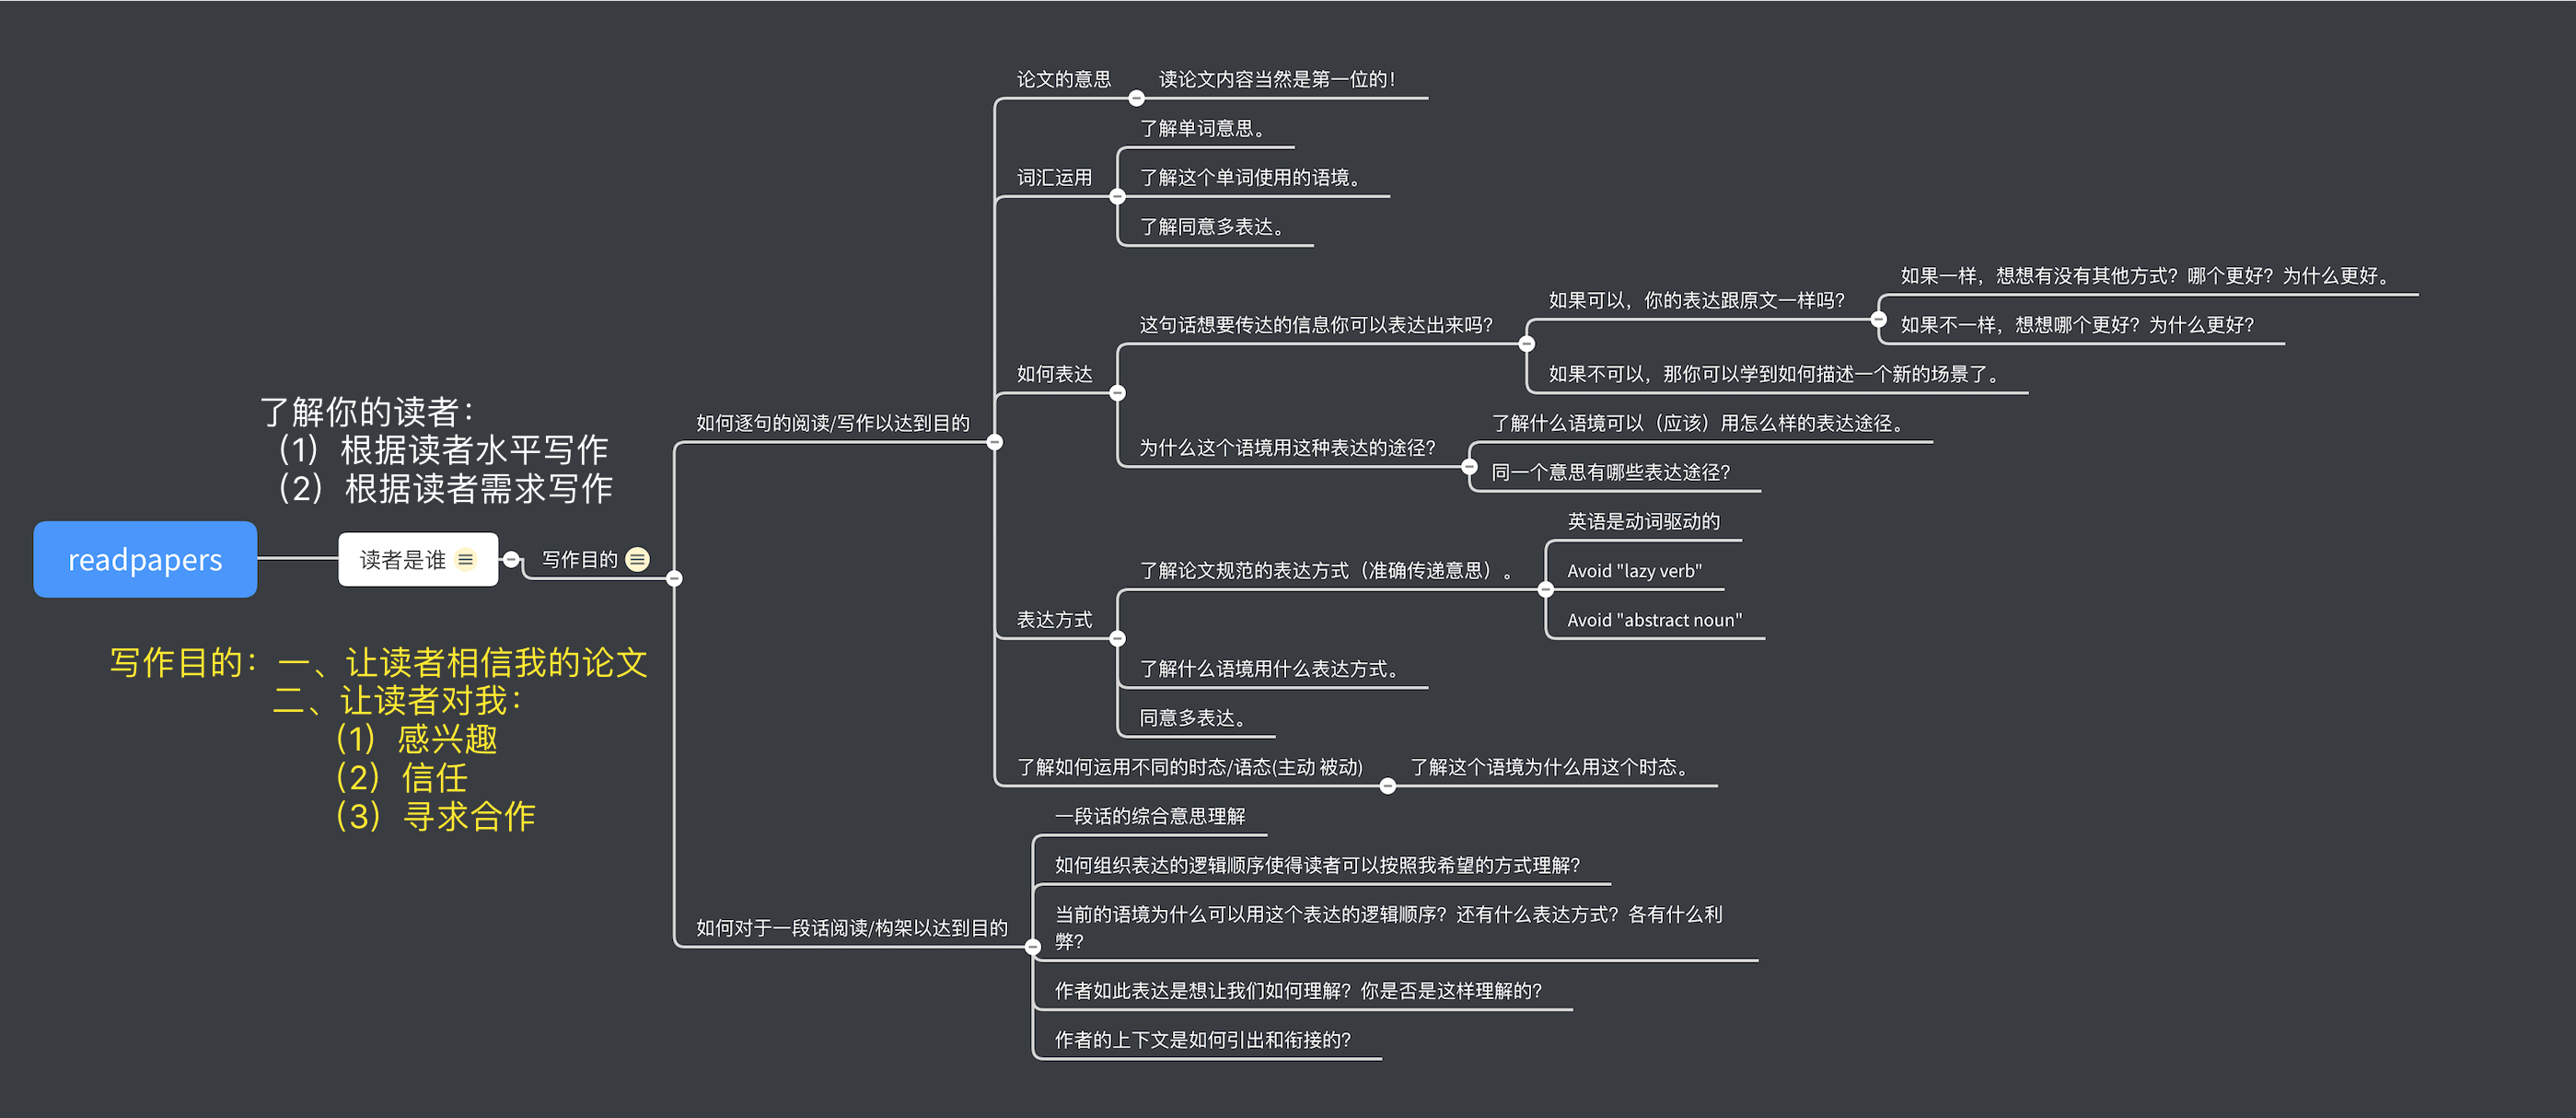 readpapers
读者是谁
了解你的读者：
（1）根据读者水平写作
（2）根据读者需求写作
写作目的：一、让读者相信我的论文
二、让读者对我：
（1）感兴趣
（2）信任
（3）寻求合作
写作目的
如何逐句的阅读/写作以达到目的
论文的意思
读论文内容当然是第一位的！
词汇运用
了解单词意思。
了解这个单词使用的语境。
了解同意多表达。
如何表达
这句话想要传达的信息你可以表达出来吗？
如果可以，你的表达跟原文一样吗？
如果一样，想想有没有其他方式？哪个更好？为什么更好。
如果不一样，想想哪个更好？为什么更好？
如果不可以，那你可以学到如何描述一个新的场景了。
为什么这个语境用这种表达的途径？
了解什么语境可以（应该）用怎么样的表达途径。
同一个意思有哪些表达途径？
表达方式
了解论文规范的表达方式（准确传递意思）。
英语是动词驱动的
Avoid "lazy verb"
Avoid "abstract noun"
了解什么语境用什么表达方式。
同意多表达。
了解如何运用不同的时态/语态(主动 被动)
了解这个语境为什么用这个时态。
如何对于一段话阅读/构架以达到目的
一段话的综合意思理解
如何组织表达的逻辑顺序使得读者可以按照我希望的方式理解？
当前的语境为什么可以用这个表达的逻辑顺序？还有什么表达方式？各有什么利
弊？
作者如此表达是想让我们如何理解？你是否是这样理解的？
作者的上下文是如何引出和衔接的？